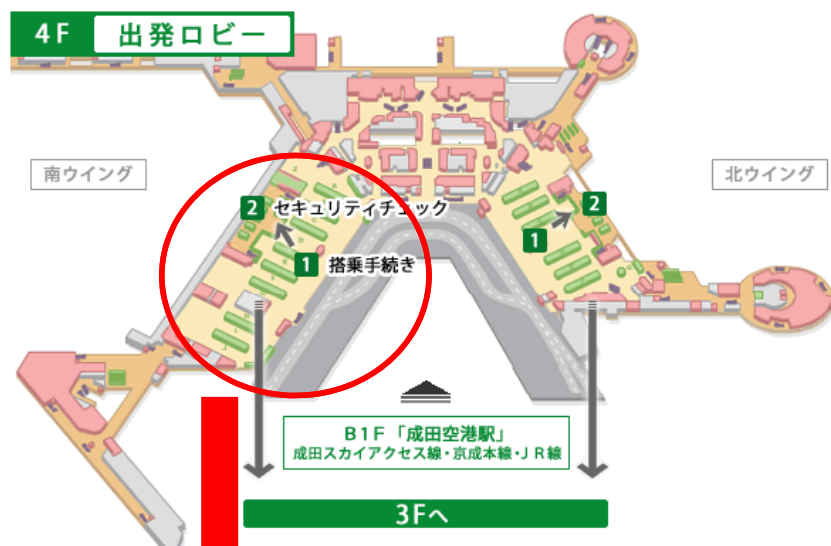 4F 出発ロビー
南ウイング
北ウイング
2 セキュリティチェック
2
1
1 搭乗手続き
B1F「成田空港駅」
成田スカイアクセス線・京成本線・JR線
3Fへ